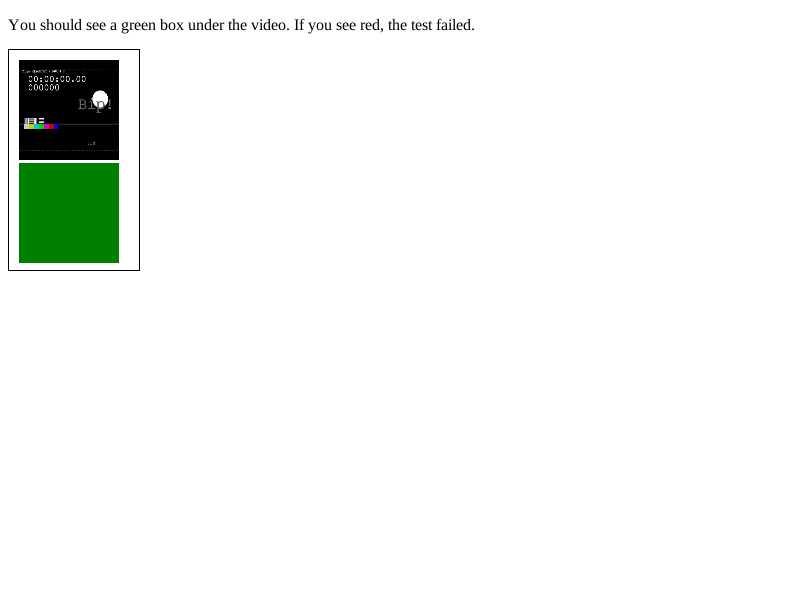 You should see a green box under the video. If you see red, the test failed.
00:00:00.00
000000
Bip!